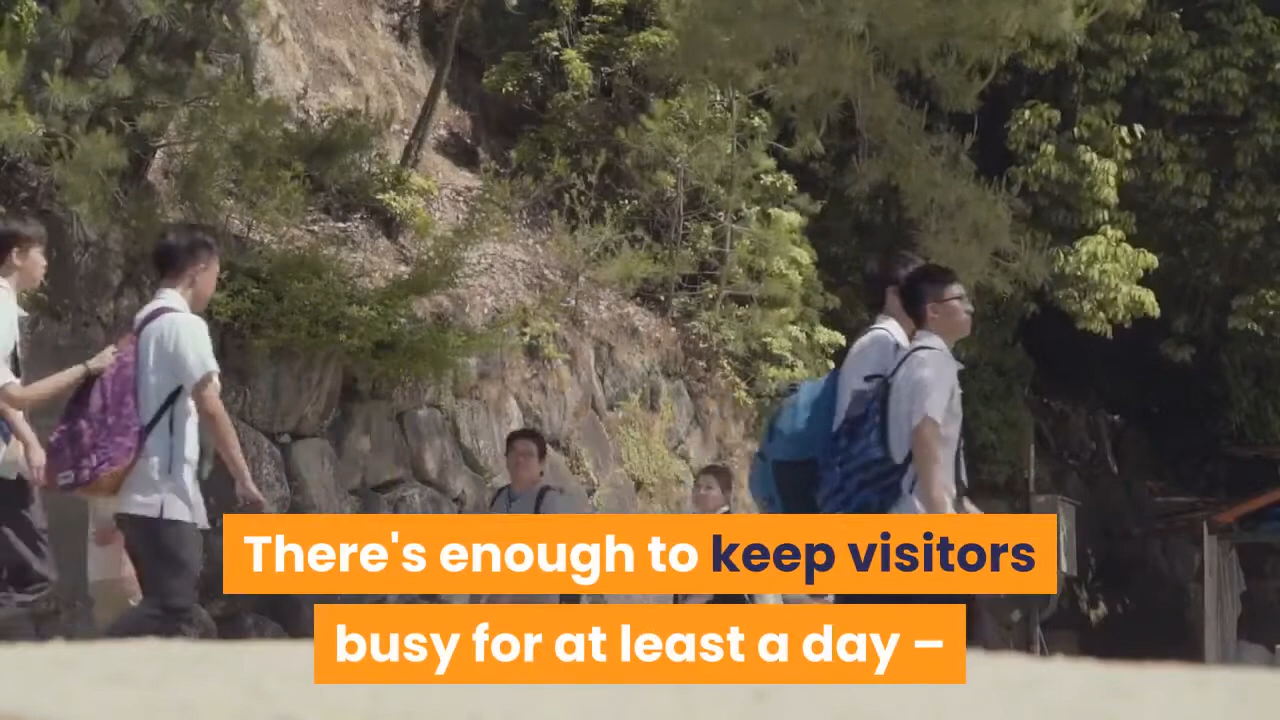 There's enough to keep visitors
busy for at least a day –